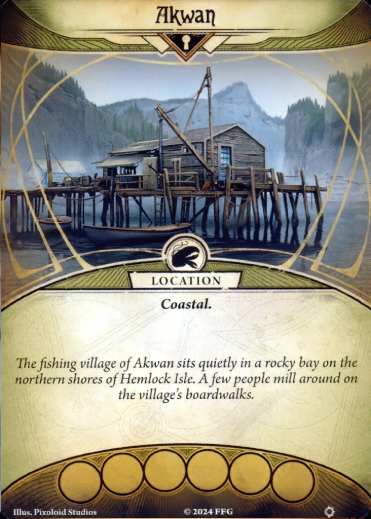 Akwan
LOCATION
Coastal.
The fishing village of Akwan sits quietly in a rocky bay on the
northern shores of Hemlock Isle. A few people mill around on
the village's boardwalks.
Illus. Pixoloid Studios
© 2024 FFG